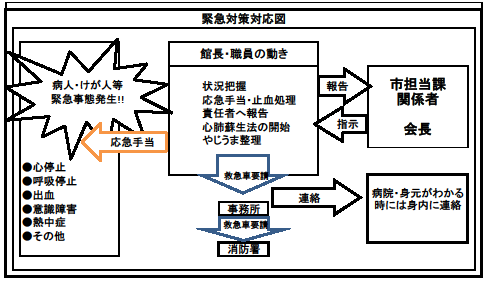 緊急対策対応図
病人・けが人等
緊急事態発生!!
応急手当
●心停止
●呼吸停止
●出血
●意識障害
●熱中症
●その他
館長・職員の動き
状況把握
応急手当・止血処理
責任者へ報告
心肺蘇生法の開始
やじうま整理
救急車要請
事務所
救急車要請
消防署
報告
指示
市担当課
関係者
会長
連絡
病院・身元がわかる
時には身内に連絡